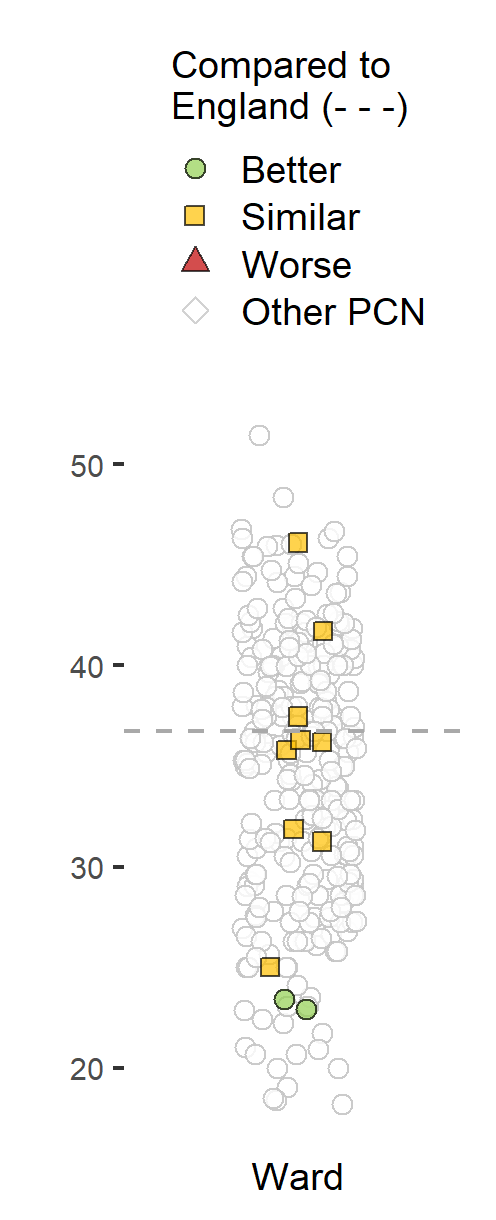 Compared to
England (- - -)
Better
Similar
Worse
Other PCN
50
40
30
20
Ward